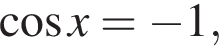 cos x = −1,